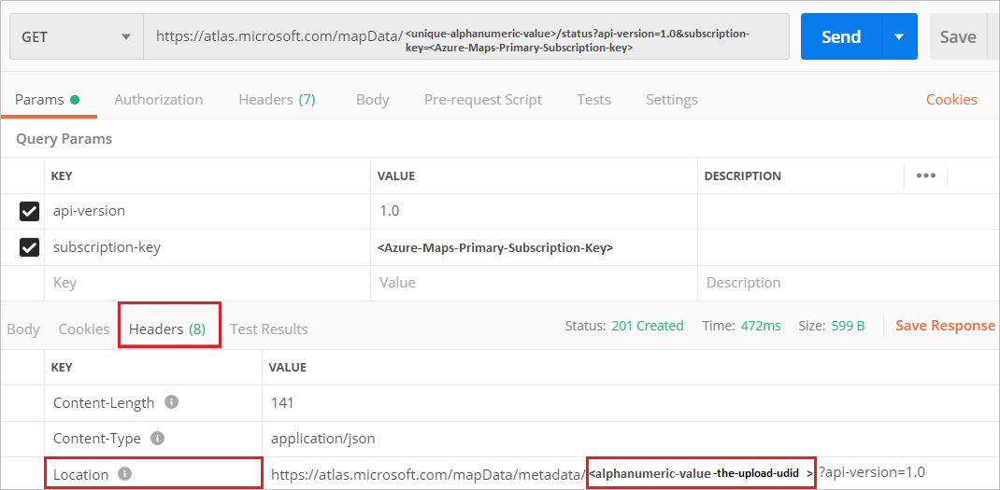 GET https://atlas.microsoft.com/mapData/ <unique-alphanumeric-value>/status?api-version=1.0&subscription-
key=<Azure-Maps-Primary-Subscription-key> Send Save
Params Authorization Headers (7) Body Pre-request Script Tests Settings Cookies
Query Params
KEY VALUE DESCRIPTION •••
api-version 1.0
subscription-key <Azure-Maps-Primary-Subscription-Key>
Key Value Description
Body Cookies Headers (8) Test Results Status: 201 Created Time: 472ms Size: 599 B Save Response
KEY VALUE
Content-Length i 141
Content-Type i application/json
Location i https://atlas.microsoft.com/mapData/metadata/ <alphanumeric-value -the-upload-udid > ?api-version=1.0